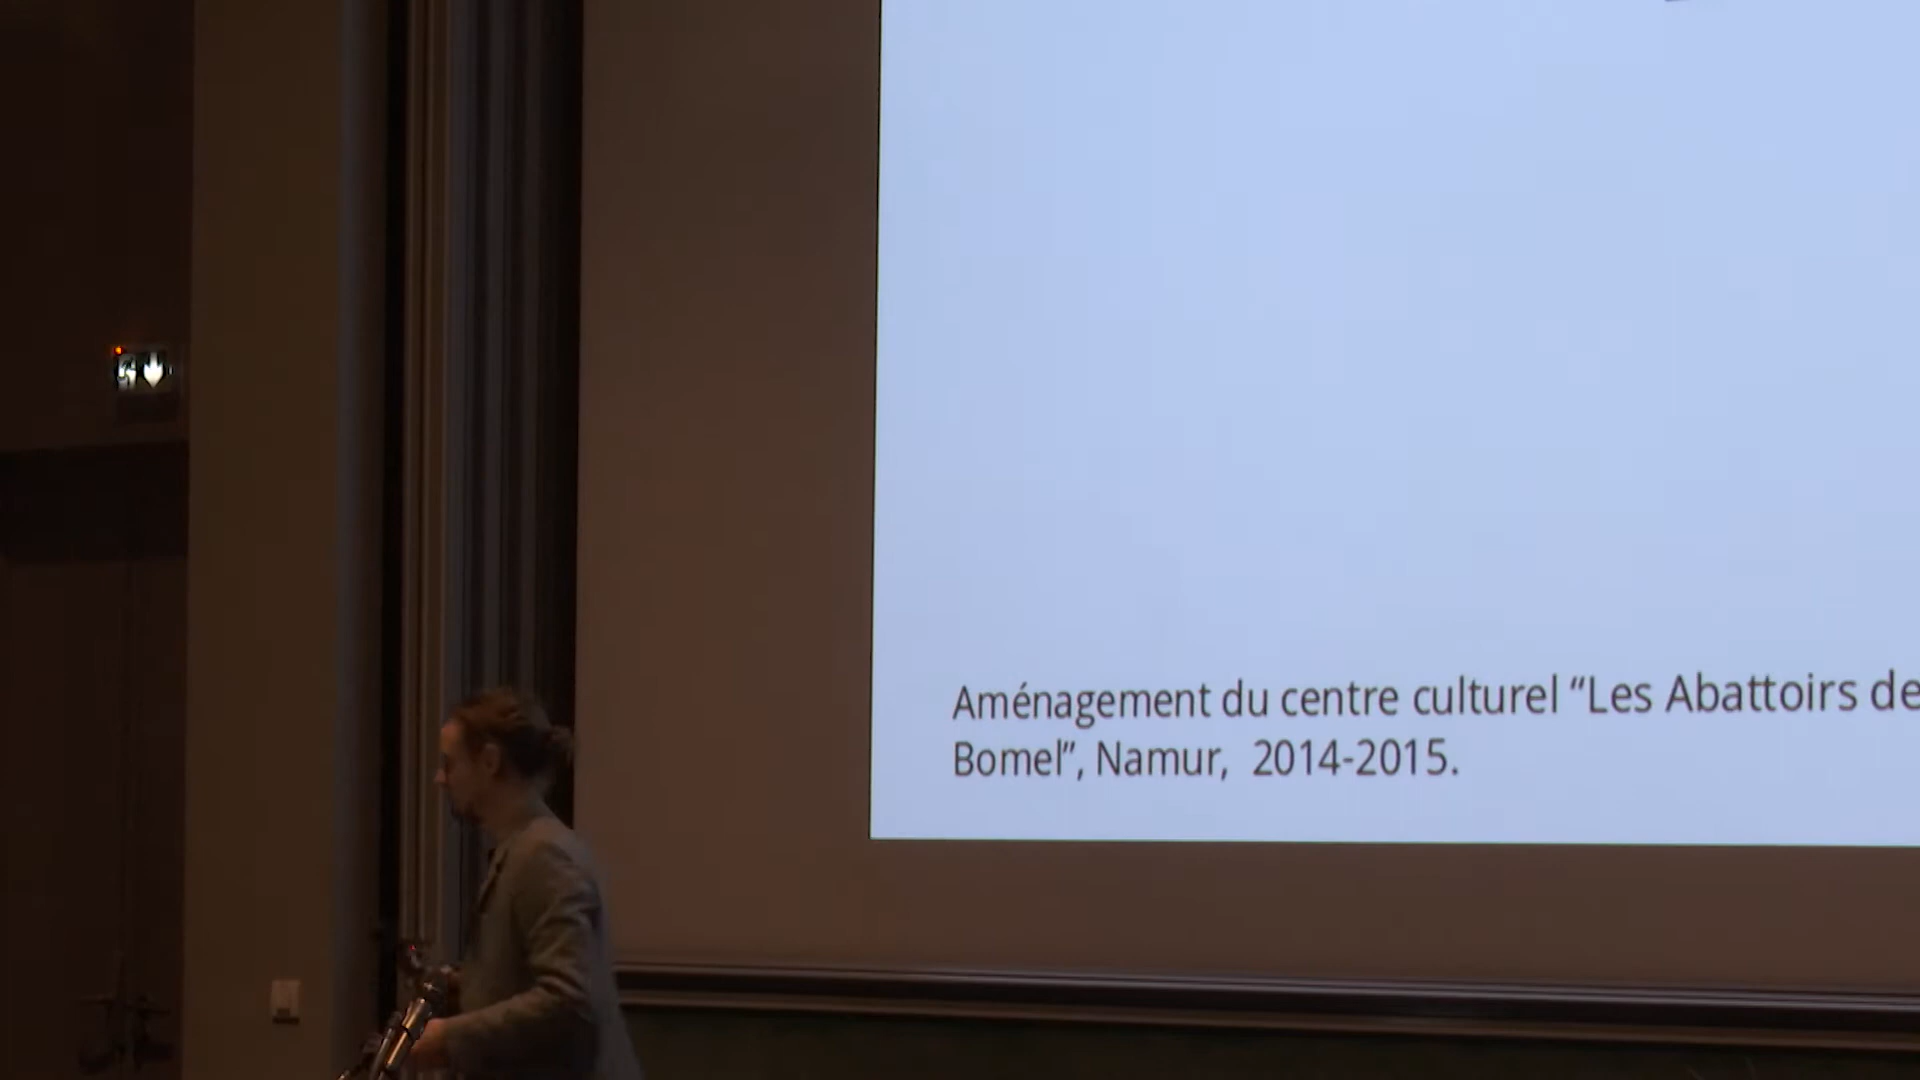 Aménagement du centre culturel “Les Abattoirs de
Bomel”, Namur,  2014-2015.